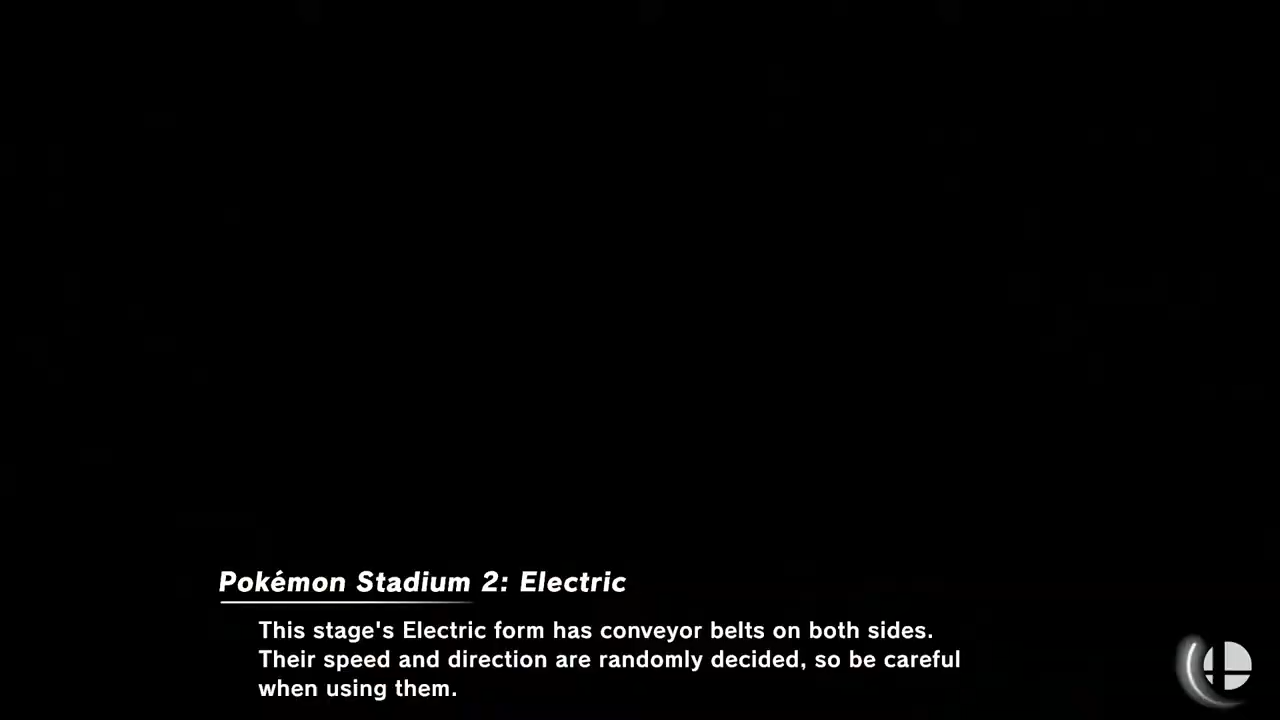 Pokémon Stadium 2: Electric
This stage's Electric form has conveyor belts on both sides.
Their speed and direction are randomly decided, so be careful
when using them.